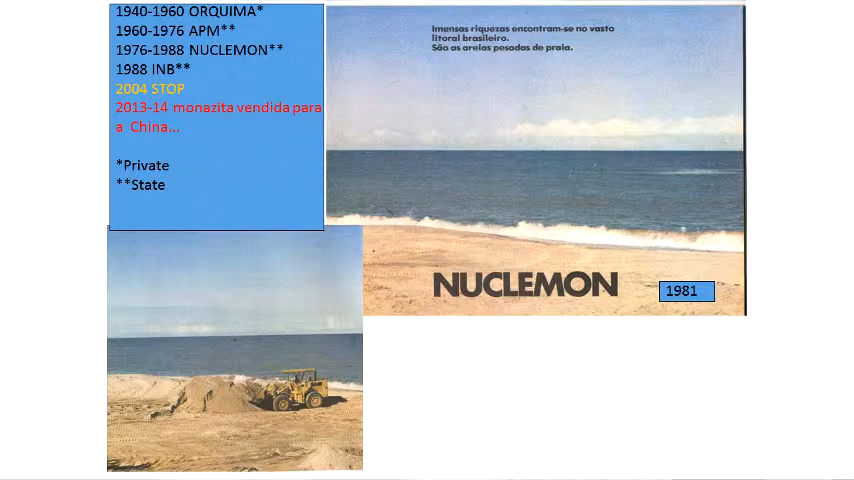 1940-1960 ORQUIMA*
1960-1976 APM**
1976-1988 NUCLEMON**
1988 INB**
2004 STOP
2013-14 monazita vendida para
a China...
*Private
**State
Imensas riquezas encontram-se no vasto
litoral brasileiro.
São as areias pesadas de praia.
NUCLEMON
1981